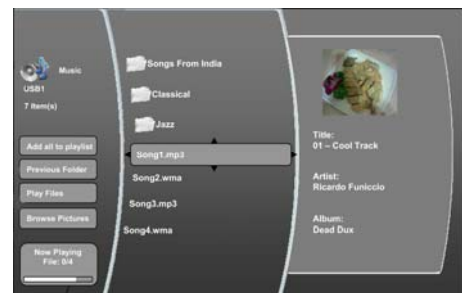 Music
USB1
7 Item(s)
Add all to playlist
Previous Folder
Play Files
Browse Pictures
Now Playing
File: 0/4
Songs From India
Classical
Jazz
Song1.mp3
Song2.wma
Song3.mp3
Song4.wma
Title:
01 – Cool Track
Artist:
Ricardo Funiccio
Album:
Dead Dux